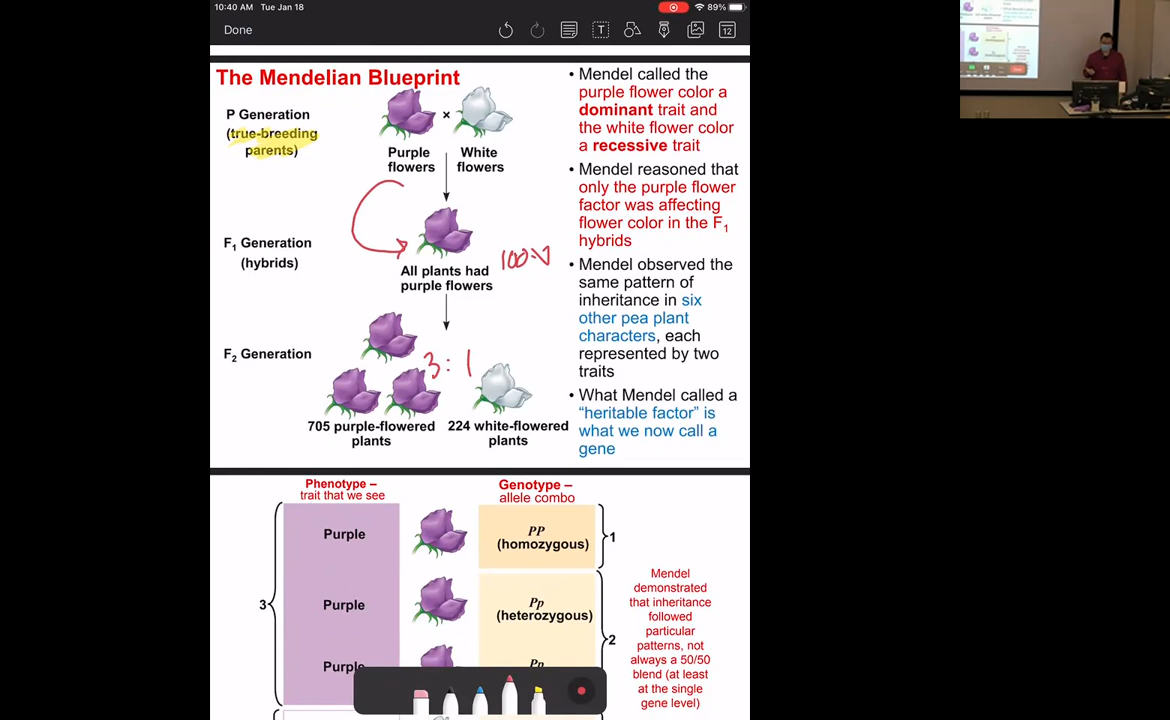 10:40 AM Tue Jan 18
89%
Done
T
12
The Mendelian Blueprint
P Generation
(true-breeding
parents)
×
Purple
flowers
White
flowers
F1 Generation
(hybrids)
All plants had
purple flowers
F2 Generation
3:1
705 purple-flowered
plants
224 white-flowered
plants
• Mendel called the
purple flower color a
dominant trait and
the white flower color
a recessive trait
• Mendel reasoned that
only the purple flower
factor was affecting
flower color in the F1
hybrids
• Mendel observed the
same pattern of
inheritance in six
other pea plant
characters, each
represented by two
traits
• What Mendel called a
“heritable factor” is
what we now call a
gene
Phenotype –
trait that we see
Genotype –
allele combo
3
Purple
Purple
Purple
PP
(homozygous)
1
Pp
(heterozygous)
2
Pp
Mendel
demonstrated
that inheritance
followed
particular
patterns, not
always a 50/50
blend (at least
at the single
gene level)